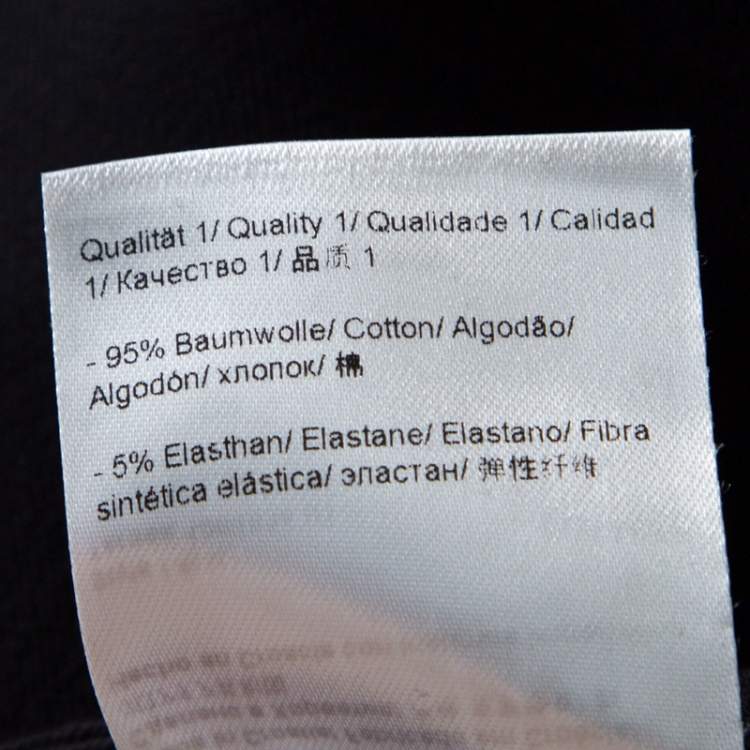 Qualität 1/ Quality 1/ Qualidade 1/ Calidad
1/ Качество 1/ 品质 1
- 95% Baumwolle/ Cotton/ Algodão/
Algodón/ хлопок/ 棉
- 5% Elasthan/ Elastane/ Elastano/ Fibra
sintética elástica/ эластан/ 弹性纤维